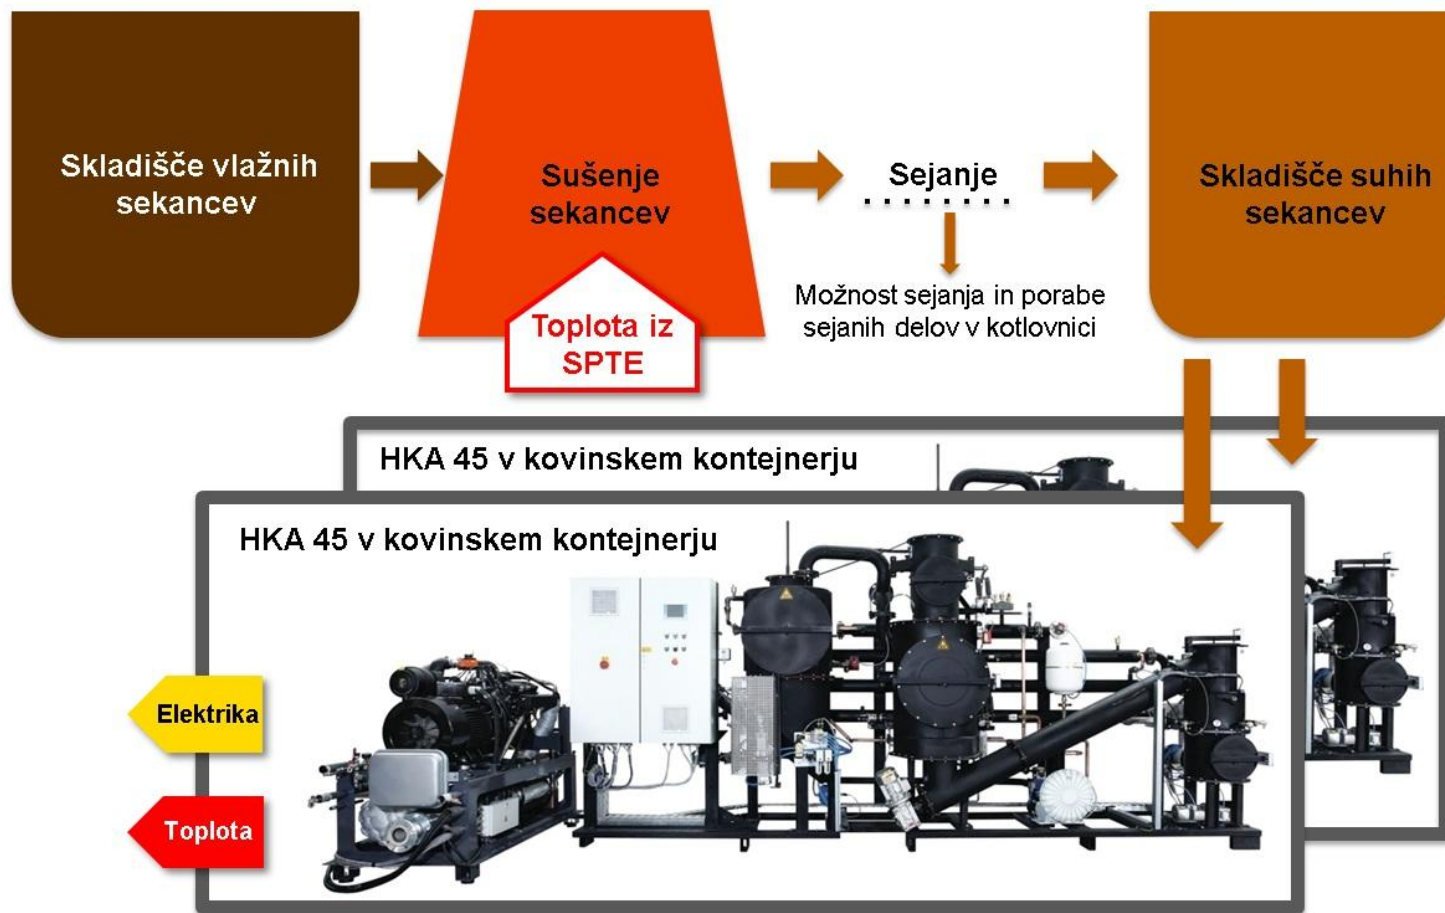 Skladišče vlažnih
sekancev
Sušenje
sekancev
Sejanje
Skladišče suhih
sekancev
Možnost sejanja in porabe
sejanih delov v kotlovnici
Toplota iz
SPTE
HKA 45 v kovinskem kontejnerju
HKA 45 v kovinskem kontejnerju
Elektrika
Toplota